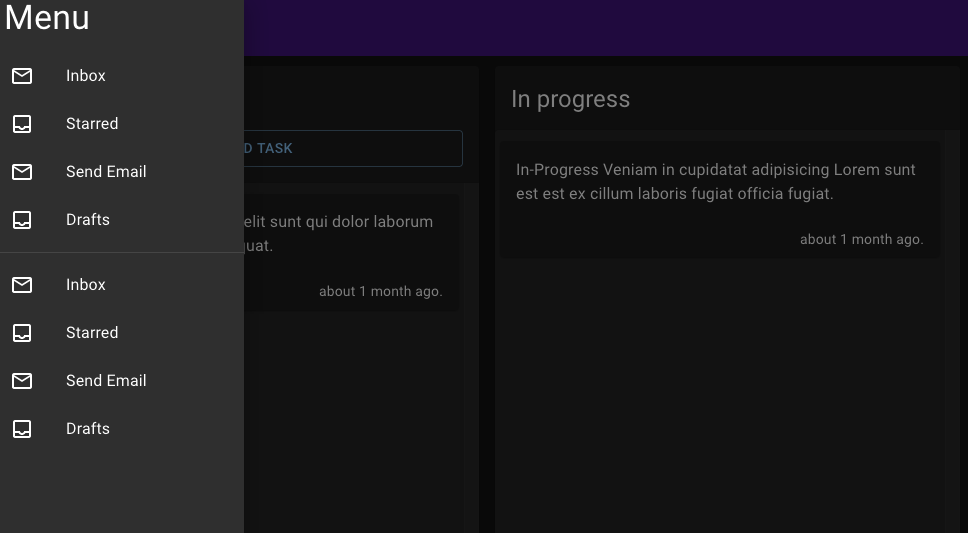 Menu
Inbox
Starred
Send Email
Drafts
Inbox
Starred
Send Email
Drafts
TASK
elit sunt qui dolor laborum
about 1 month ago.
In progress
In-Progress Veniam in cupidatat adipisicing Lorem sunt
est est ex cillum laboris fugiat officia fugiat.
about 1 month ago.